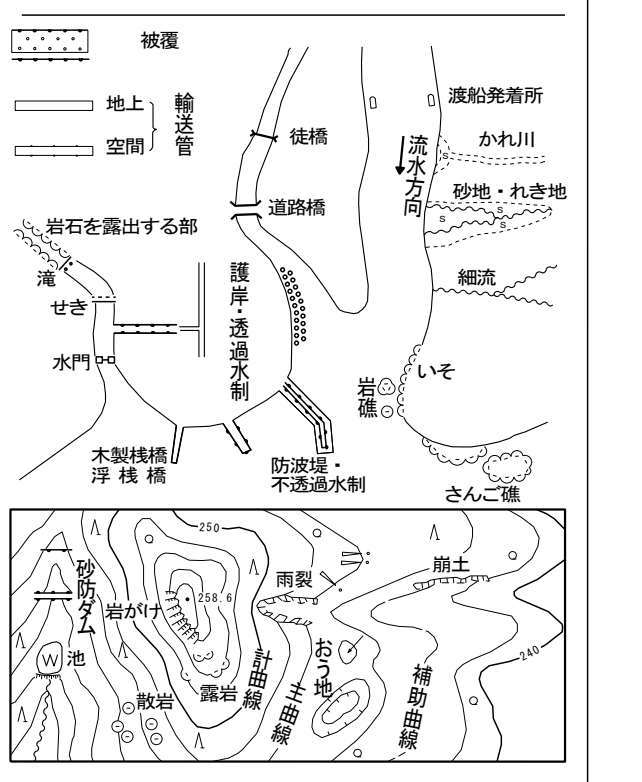 被覆
地上
空間
輸送管
徒橋
道路橋
渡船発着所
かれ川
流水方向
砂地・れき地
s
s
s
s
細流
岩石を露出する部
滝
せき
水門
護岸・透過水制
いそ
岩礁
木製桟橋
浮桟橋
防波堤・
不透過水制
さんご礁
250
砂防ダム
岩がけ
258.6
雨裂
崩土
池
W
計曲線
おう地
主曲線
補助曲線
240
散岩
露岩